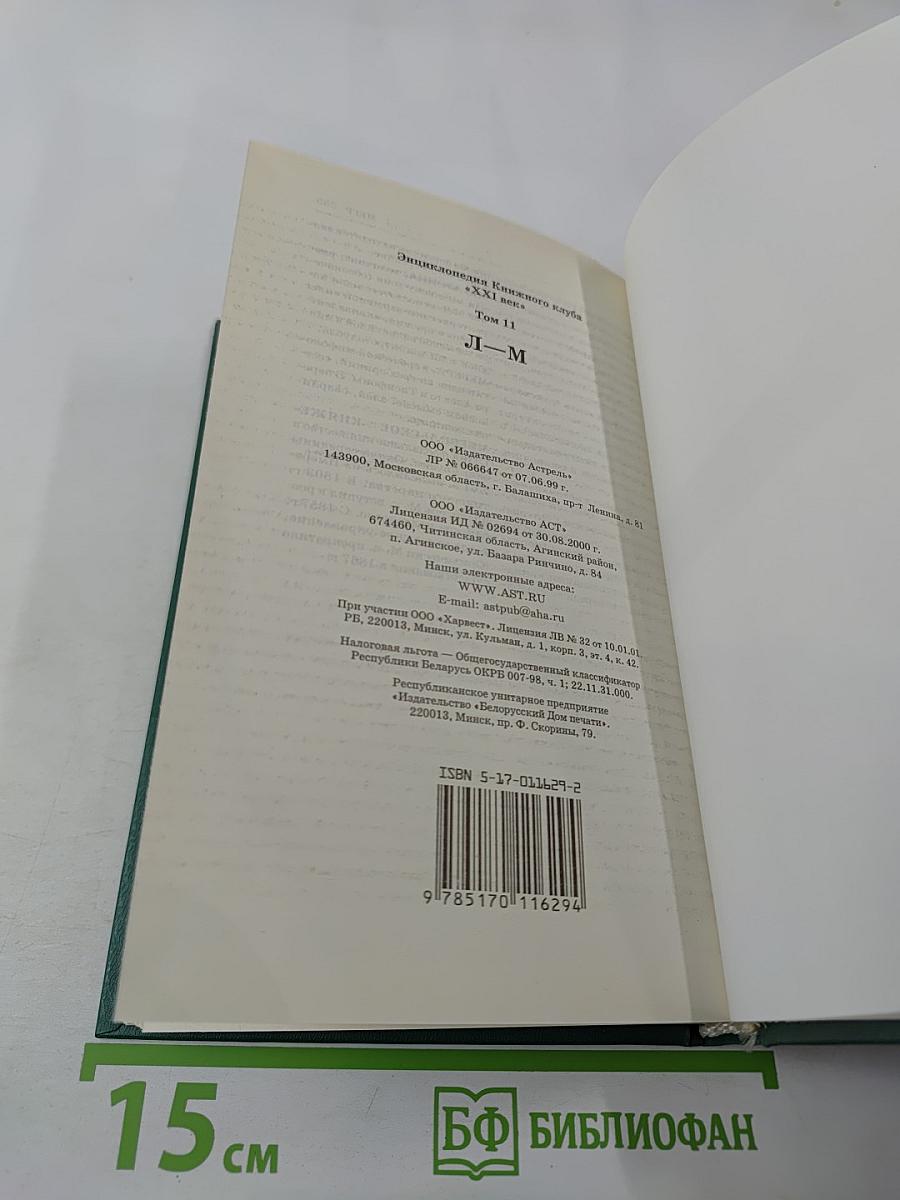 Энциклопедия Книжного клуба
«XXI век»
Том 11
Л—М
ООО «Издательство Астрель»
ЛР № 066647 от 07.06.99 г.
143900, Московская область, г. Балашиха, пр-т Ленина, д. 81
ООО «Издательство АСТ»
Лицензия ИД № 02694 от 30.08.2000 г.
674460, Читинская область, Агинский район,
п. Агинское, ул. Базара Ринчино, д. 84
Наши электронные адреса:
WWW.AST.RU
E-mail: astpub@aha.ru
При участии ООО «Харвест». Лицензия ЛВ № 32 от 10.01.01.
РБ, 220013, Минск, ул. Кульман, д. 1, корп. 3, эт. 4, к. 42.
Налоговая льгота — Общегосударственный классификатор
Республики Беларусь ОКРБ 007-98, ч. 1; 22.11.31.000.
Республиканское унитарное предприятие
«Издательство «Белорусский Дом печати».
220013, Минск, пр. Ф. Скорины, 79.
ISBN 5-17-011629-2
9 785170 116294
15 см
БФ БИБЛИОФАН